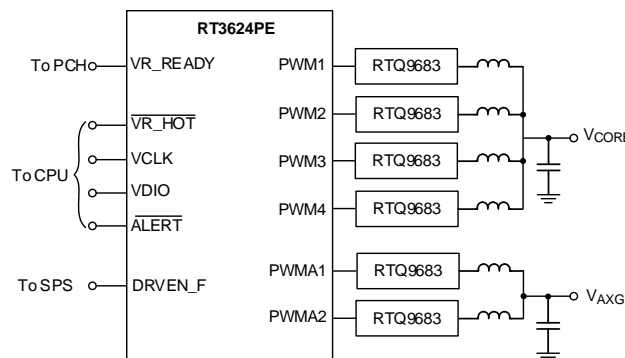 RT3624PE
To PCH
VR_READY
To CPU
VR_HOT
VCLK
VDIO
ALERT
To SPS
DRVEN_F
PWM1
RTQ9683
PWM2
RTQ9683
PWM3
RTQ9683
PWM4
RTQ9683
VCORE
PWMA1
RTQ9683
PWMA2
RTQ9683
VAXG